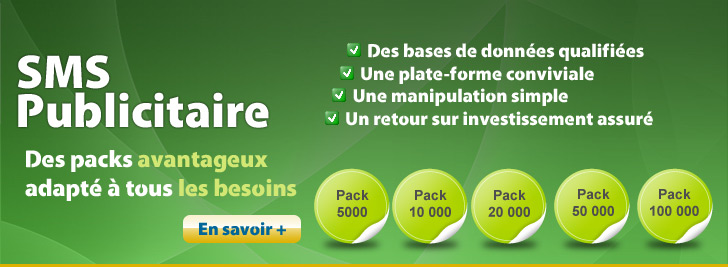 SMS
Publicitaire
Des packs avantageux
adapté à tous les besoins
En savoir +
Des bases de données qualifiées
Une plate-forme conviviale
Une manipulation simple
Un retour sur investissement assuré
Pack
5000
Pack
10 000
Pack
20 000
Pack
50 000
Pack
100 000